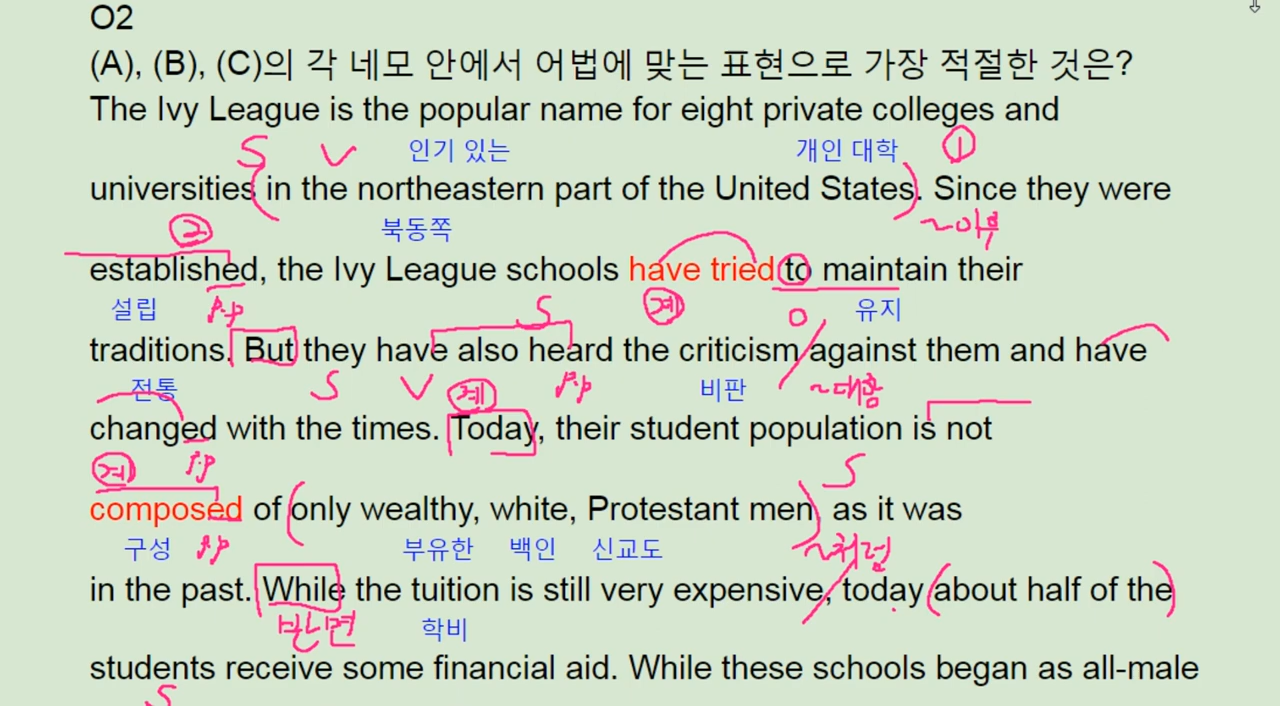 02
(A), (B), (C)의 각 네모 안에서 어법에 맞는 표현으로 가장 적절한 것은?
The Ivy League is the popular name for eight private colleges and
S V 인기 있는 개인 대학 ①
universities in the northeastern part of the United States. Since they were
② 북동쪽 ~이후
established, the Ivy League schools have tried to maintain their
설립 p.p S 계 O 유지
traditions. But they have also heard the criticism against them and have
전통 S V 계 p.p 비판 ~대항
changed with the times. Today, their student population is not
계 p.p S
composed of only wealthy, white, Protestant men as it was
구성 p.p 부유한 백인 신교도 ~처럼
in the past. While the tuition is still very expensive, today about half of the
반면 학비
students receive some financial aid. While these schools began as all-male
S